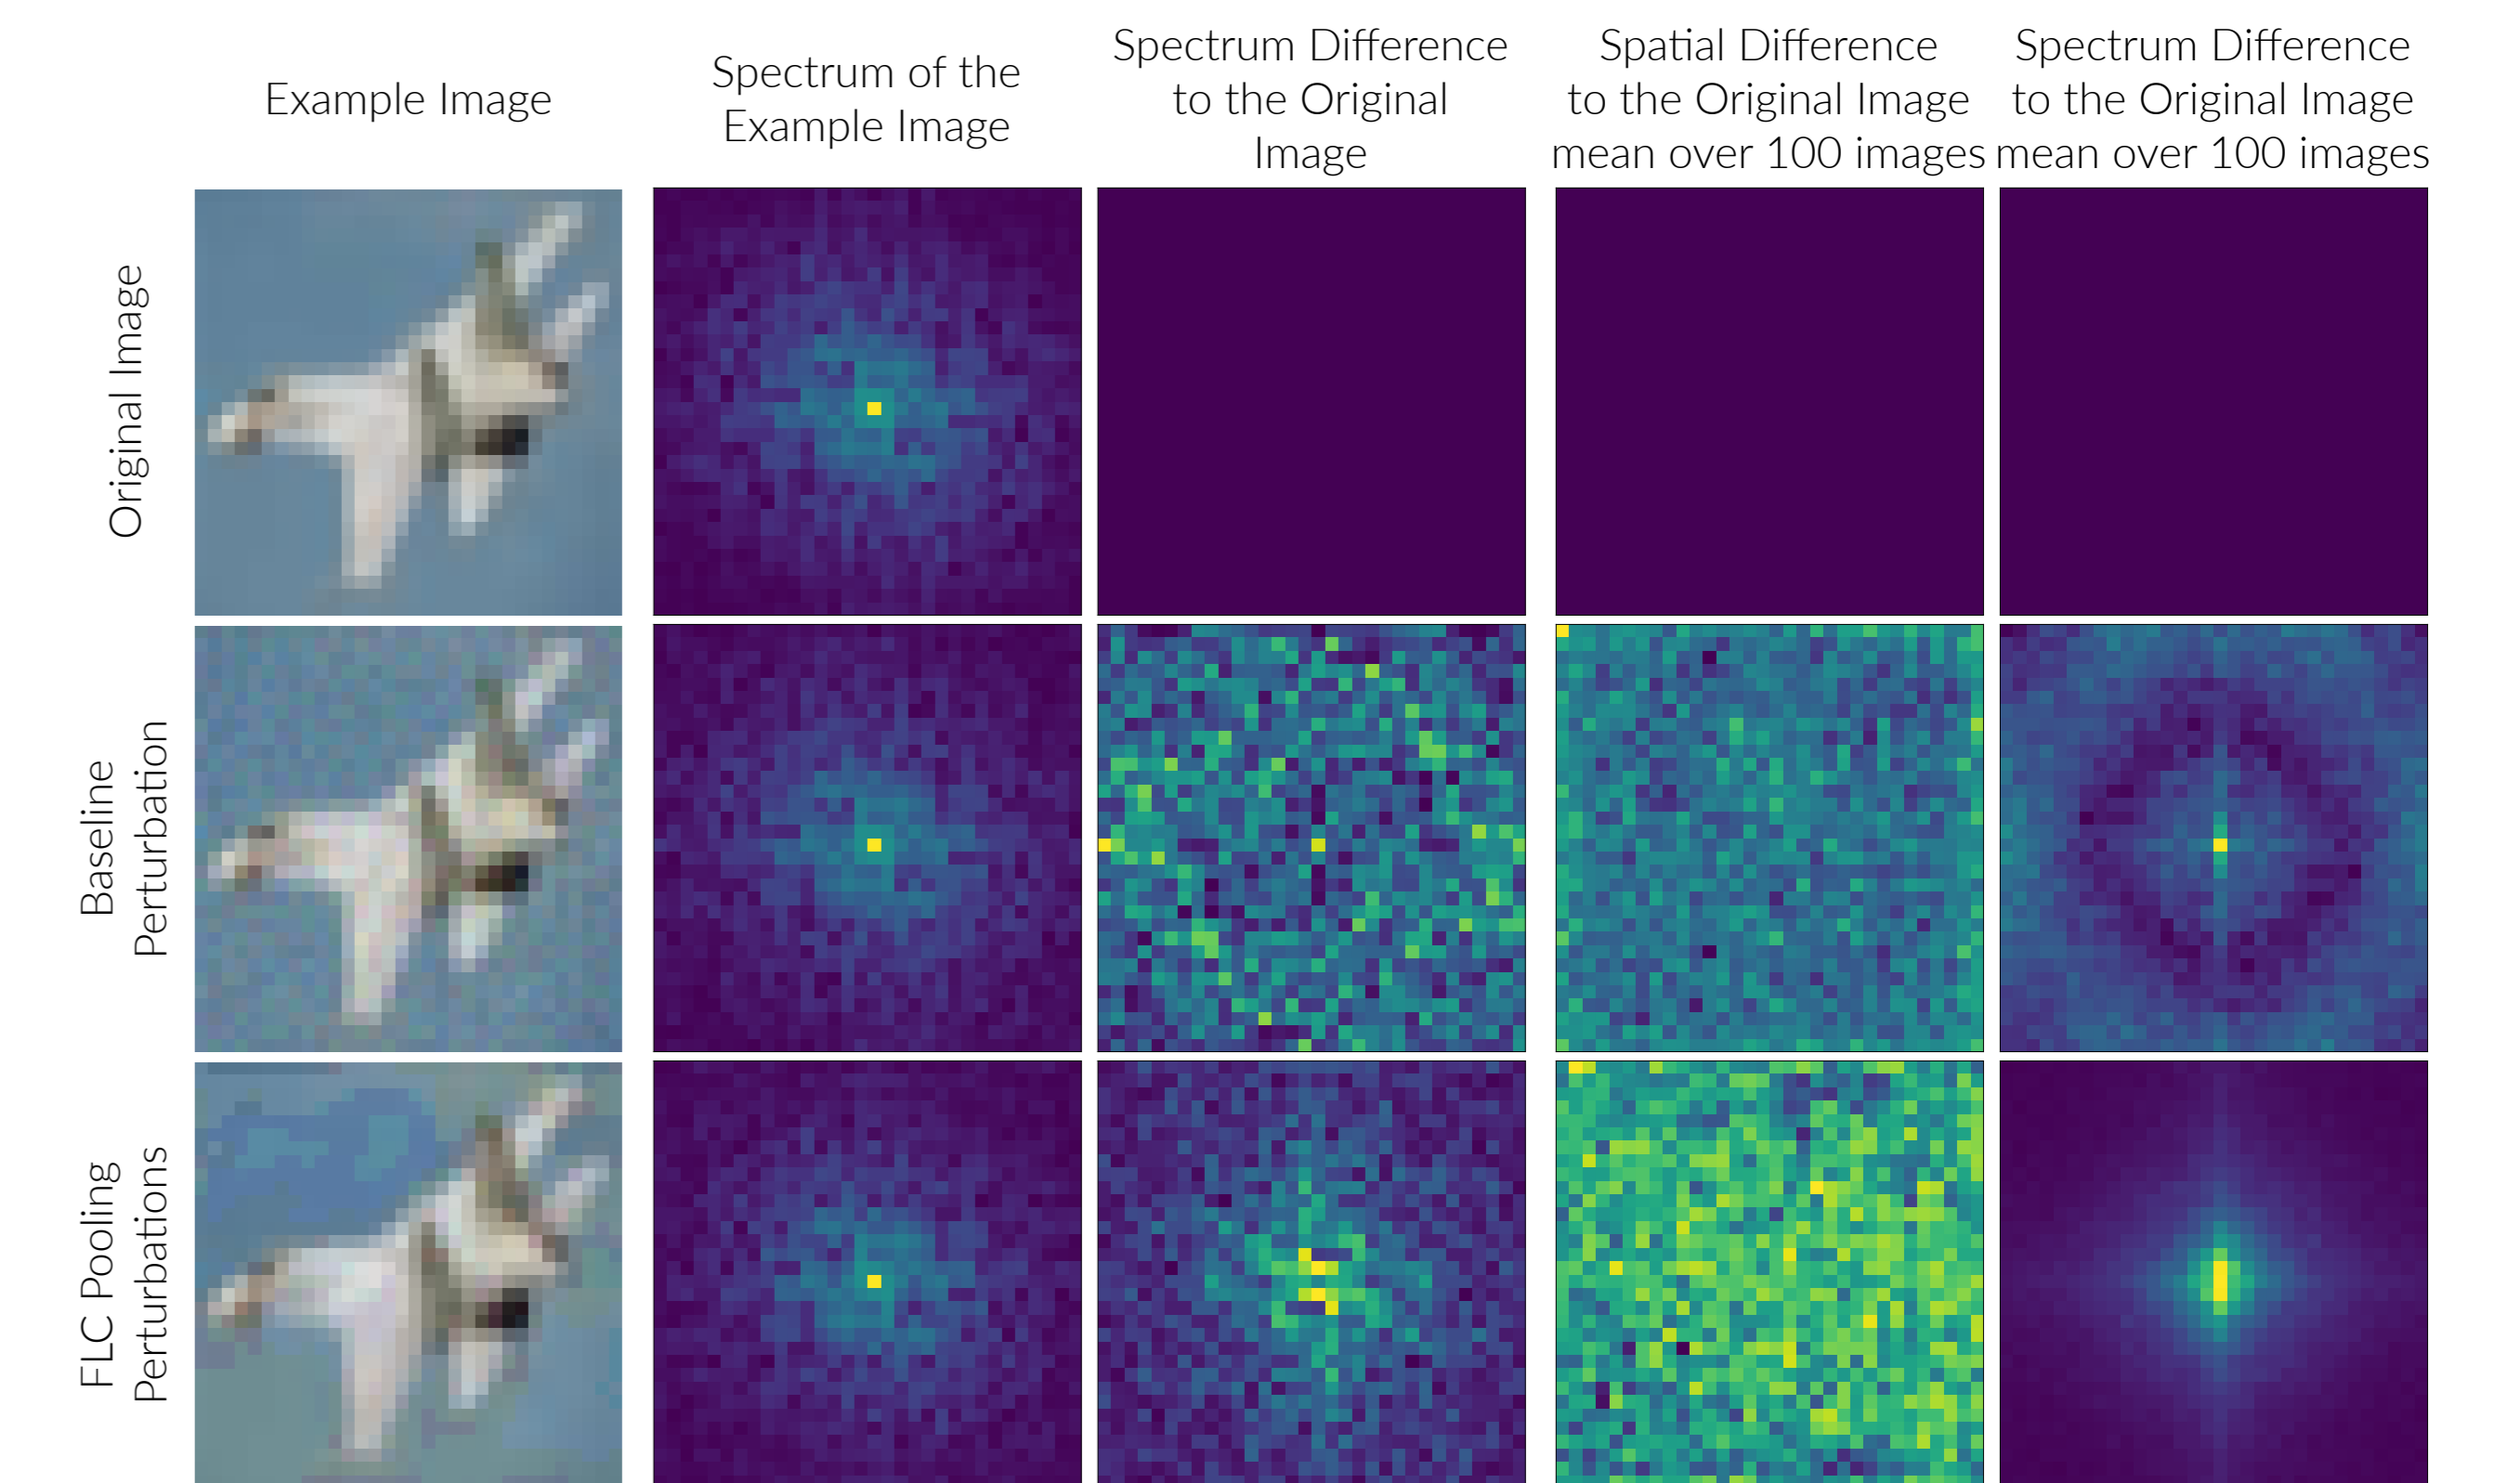 Example Image
Spectrum of the
Example Image
Spectrum Difference
to the Original
Image
Spatial Difference
to the Original Image
mean over 100 images
Spectrum Difference
to the Original Image
mean over 100 images
Original Image
Baseline
Perturbation
FLC Pooling
Perturbations